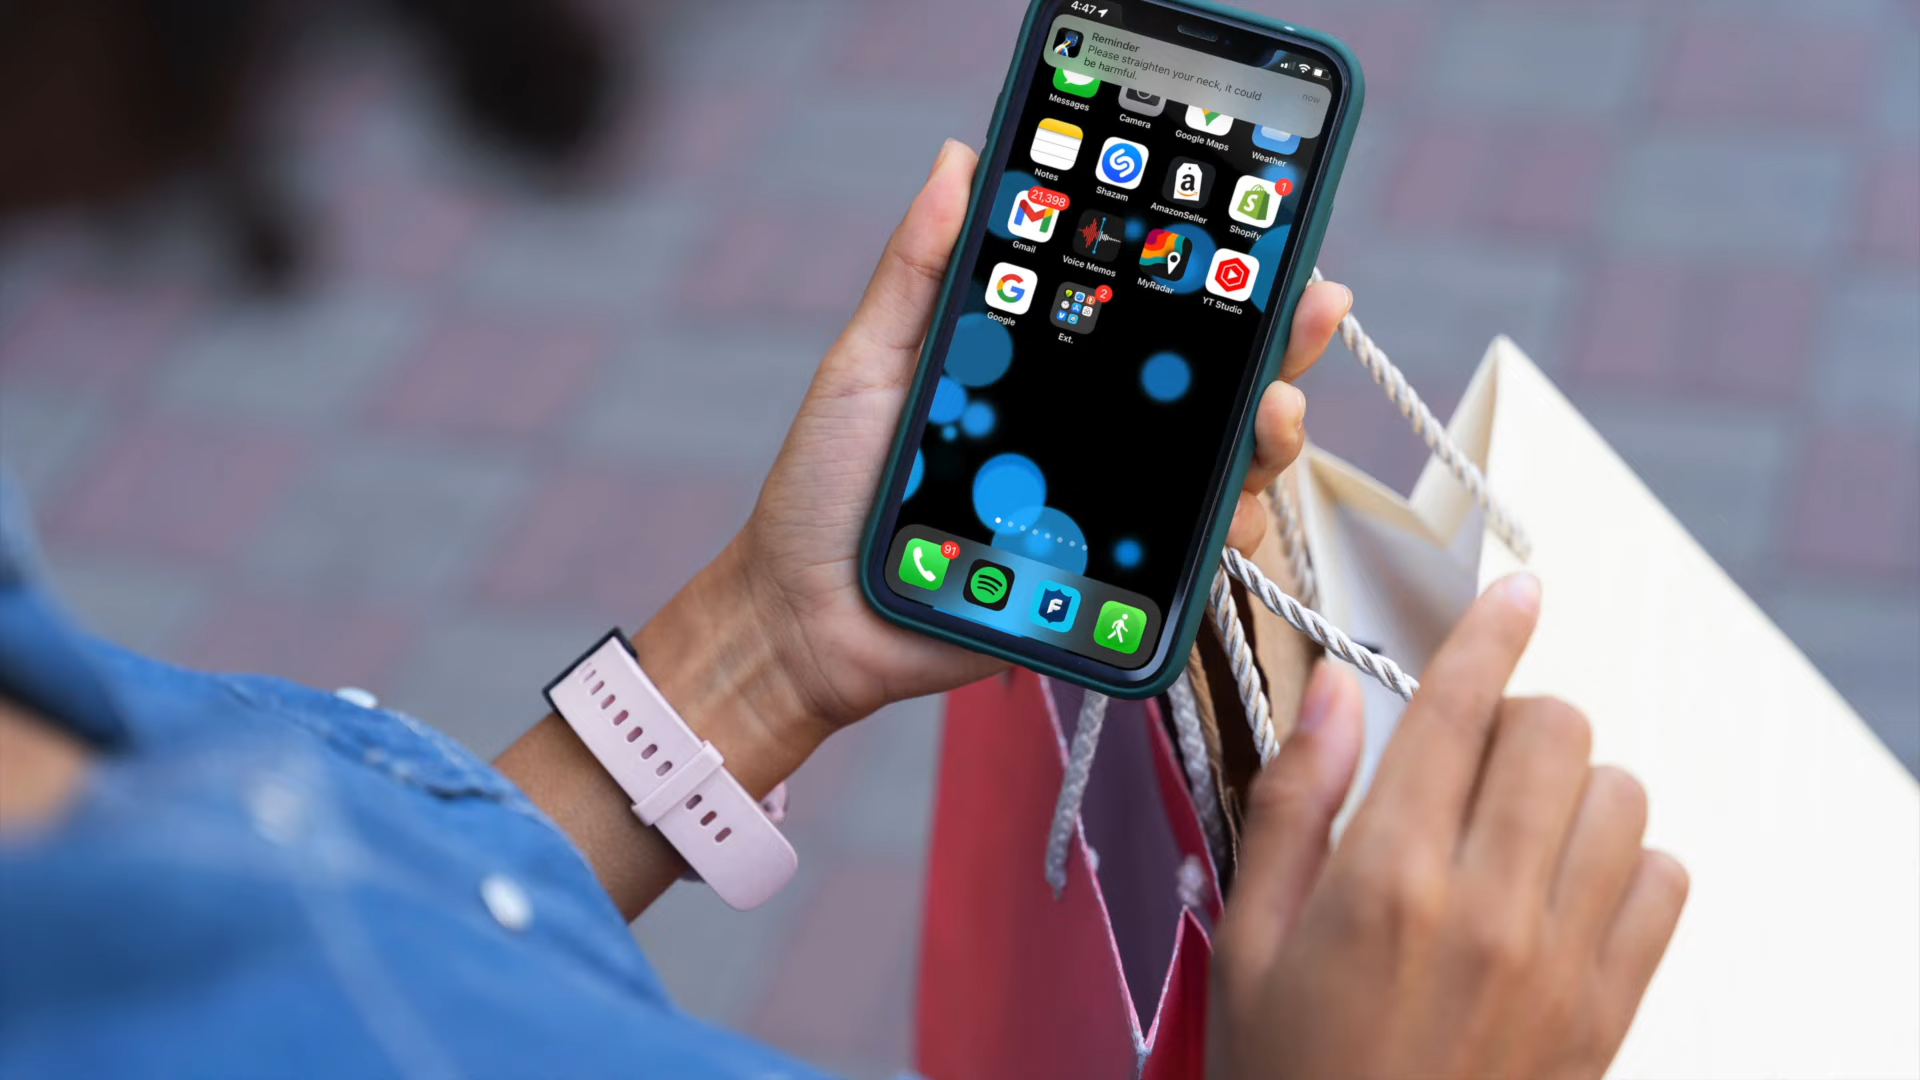 4:47
Reminder
now
Please straighten your neck, it could
be harmful.
Messages
Camera
Google Maps
Weather
Notes
Shazam
a
AmazonSeller
S
1
Shopify
21,398
Gmail
Voice Memos
MyRadar
YT Studio
G
Google
2
Ext.
91
F